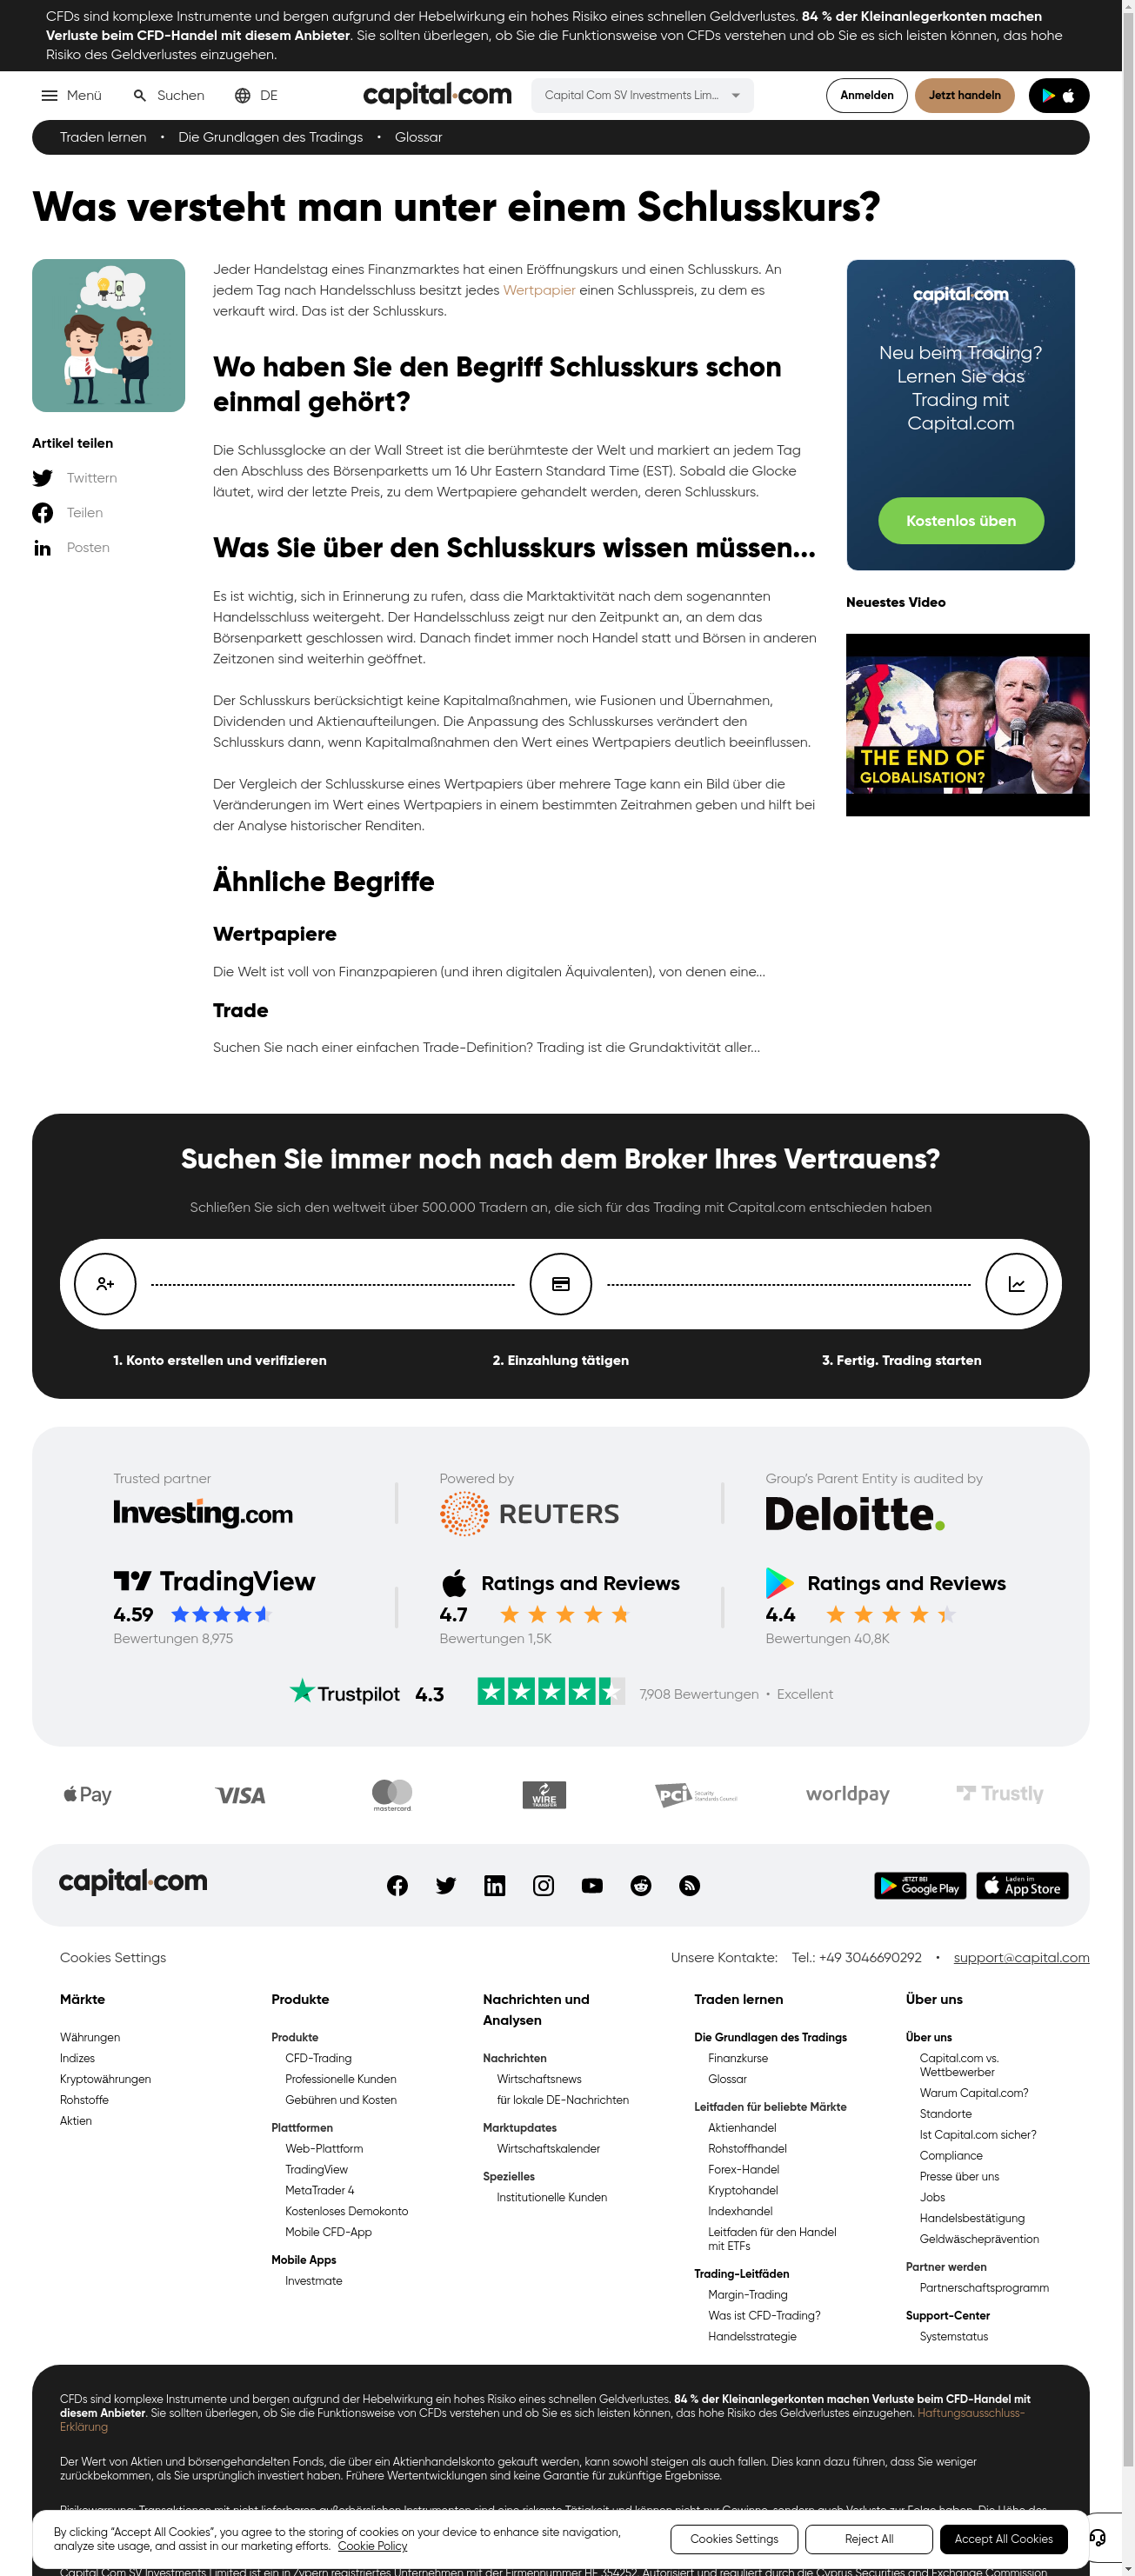 CFDs sind komplexe Instrumente und bergen aufgrund der Hebelwirkung ein hohes Risiko eines schnellen Geldverlustes. 84 % der Kleinanlegerkonten machen
Verluste beim CFD-Handel mit diesem Anbieter. Sie sollten überlegen, ob Sie die Funktionsweise von CFDs verstehen und ob Sie es sich leisten können, das hohe
Risiko des Geldverlustes einzugehen.
Menü Suchen DE capital.com Capital Com SV Investments Lim... Anmelden Jetzt handeln
Traden lernen • Die Grundlagen des Tradings • Glossar
Was versteht man unter einem Schlusskurs?
Jeder Handelstag eines Finanzmarktes hat einen Eröffnungskurs und einen Schlusskurs. An
jedem Tag nach Handelsschluss besitzt jedes Wertpapier einen Schlusspreis, zu dem es
verkauft wird. Das ist der Schlusskurs.
Artikel teilen
Twittern
Teilen
Posten
Wo haben Sie den Begriff Schlusskurs schon
einmal gehört?
Die Schlussglocke an der Wall Street ist die berühmteste der Welt und markiert an jedem Tag
den Abschluss des Börsenparketts um 16 Uhr Eastern Standard Time (EST). Sobald die Glocke
läutet, wird der letzte Preis, zu dem Wertpapiere gehandelt werden, deren Schlusskurs.
Was Sie über den Schlusskurs wissen müssen...
Es ist wichtig, sich in Erinnerung zu rufen, dass die Marktaktivität nach dem sogenannten
Handelsschluss weitergeht. Der Handelsschluss zeigt nur den Zeitpunkt an, an dem das
Börsenparkett geschlossen wird. Danach findet immer noch Handel statt und Börsen in anderen
Zeitzonen sind weiterhin geöffnet.
Der Schlusskurs berücksichtigt keine Kapitalmaßnahmen, wie Fusionen und Übernahmen,
Dividenden und Aktienaufteilungen. Die Anpassung des Schlusskurses verändert den
Schlusskurs dann, wenn Kapitalmaßnahmen den Wert eines Wertpapiers deutlich beeinflussen.
Der Vergleich der Schlusskurse eines Wertpapiers über mehrere Tage kann ein Bild über die
Veränderungen im Wert eines Wertpapiers in einem bestimmten Zeitrahmen geben und hilft bei
der Analyse historischer Renditen.
Ähnliche Begriffe
Wertpapiere
Die Welt ist voll von Finanzpapieren (und ihren digitalen Äquivalenten), von denen eine...
Trade
Suchen Sie nach einer einfachen Trade-Definition? Trading ist die Grundaktivität aller...
capital.com
Neu beim Trading?
Lernen Sie das
Trading mit
Capital.com
Kostenlos üben
Neuestes Video
THE END OF
GLOBALISATION?
Suchen Sie immer noch nach dem Broker Ihres Vertrauens?
Schließen Sie sich den weltweit über 500.000 Tradern an, die sich für das Trading mit Capital.com entschieden haben
1. Konto erstellen und verifizieren 2. Einzahlung tätigen 3. Fertig. Trading starten
Trusted partner Powered by Group's Parent Entity is audited by
Investing.com REUTERS Deloitte.
TradingView Ratings and Reviews Ratings and Reviews
4.59 4.7 4.4
Bewertungen 8,975 Bewertungen 1,5K Bewertungen 40,8K
Trustpilot 4.3 7,908 Bewertungen • Excellent
Pay VISA mastercard WIRE TRANSFER PCI Security Standards Council worldpay Trustly
capital.com JETZT BEI Google Play Laden im App Store
Cookies Settings Unsere Kontakte: Tel.: +49 3046690292 • support@capital.com
Märkte
Währungen
Indizes
Kryptowährungen
Rohstoffe
Aktien
Produkte
Produkte
CFD-Trading
Professionelle Kunden
Gebühren und Kosten
Plattformen
Web-Plattform
TradingView
MetaTrader 4
Kostenloses Demokonto
Mobile CFD-App
Mobile Apps
Investmate
Nachrichten und
Analysen
Nachrichten
Wirtschaftsnews
für lokale DE-Nachrichten
Marktupdates
Wirtschaftskalender
Spezielles
Institutionelle Kunden
Traden lernen
Die Grundlagen des Tradings
Finanzkurse
Glossar
Leitfaden für beliebte Märkte
Aktienhandel
Rohstoffhandel
Forex-Handel
Kryptohandel
Indexhandel
Leitfaden für den Handel
mit ETFs
Trading-Leitfäden
Margin-Trading
Was ist CFD-Trading?
Handelsstrategie
Über uns
Über uns
Capital.com vs.
Wettbewerber
Warum Capital.com?
Standorte
Ist Capital.com sicher?
Compliance
Presse über uns
Jobs
Handelsbestätigung
Geldwäscheprävention
Partner werden
Partnerschaftsprogramm
Support-Center
Systemstatus
CFDs sind komplexe Instrumente und bergen aufgrund der Hebelwirkung ein hohes Risiko eines schnellen Geldverlustes. 84 % der Kleinanlegerkonten machen Verluste beim CFD-Handel mit
diesem Anbieter. Sie sollten überlegen, ob Sie die Funktionsweise von CFDs verstehen und ob Sie es sich leisten können, das hohe Risiko des Geldverlustes einzugehen. Haftungsausschluss-
Erklärung
Der Wert von Aktien und börsengehandelten Fonds, die über ein Aktienhandelskonto gekauft werden, kann sowohl steigen als auch fallen. Dies kann dazu führen, dass Sie weniger
zurückbekommen, als Sie ursprünglich investiert haben. Frühere Wertentwicklungen sind keine Garantie für zukünftige Ergebnisse.
By clicking “Accept All Cookies”, you agree to the storing of cookies on your device to enhance site navigation,
analyze site usage, and assist in our marketing efforts. Cookie Policy
Cookies Settings Reject All Accept All Cookies
Capital Com SV Investments Limited ist ein in Zypern registriertes Unternehmen mit der Firmennummer HE 354252. Autorisiert und reguliert durch die Cyprus Securities and Exchange Commission